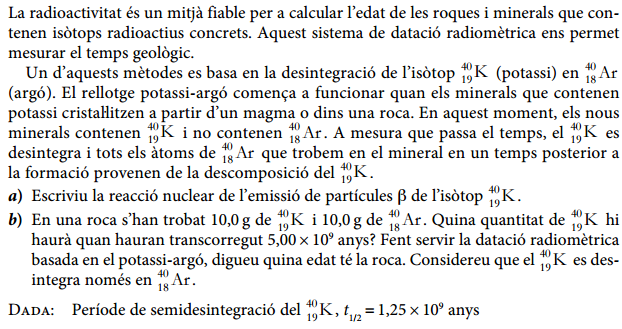 La radioactivitat és un mitjà fiable per a calcular l'edat de les roques i minerals que con-
tenen isòtops radioactius concrets. Aquest sistema de datació radiomètrica ens permet
mesurar el temps geològic.
Un d'aquests mètodes es basa en la desintegració de l'isòtop ⁴⁰₁₉K (potassi) en ⁴⁰₁₈Ar
(argó). El rellotge potassi-argó comença a funcionar quan els minerals que contenen
potassi cristal·litzen a partir d'un magma o dins una roca. En aquest moment, els nous
minerals contenen ⁴⁰₁₉K i no contenen ⁴⁰₁₈Ar. A mesura que passa el temps, el ⁴⁰₁₉K es
desintegra i tots els àtoms de ⁴⁰₁₈Ar que trobem en el mineral en un temps posterior a
la formació provenen de la descomposició del ⁴⁰₁₉K.
a) Escriviu la reacció nuclear de l'emissió de partícules β de l'isòtop ⁴⁰₁₉K.
b) En una roca s'han trobat 10,0 g de ⁴⁰₁₉K i 10,0 g de ⁴⁰₁₈Ar. Quina quantitat de ⁴⁰₁₉K hi
haurà quan hauran transcorregut 5,00 × 10⁹ anys? Fent servir la datació radiomètrica
basada en el potassi-argó, digueu quina edat té la roca. Considereu que el ⁴⁰₁₉K es des-
integra només en ⁴⁰₁₈Ar.
DADA: Període de semidesintegració del ⁴⁰₁₉K, t₁/₂ = 1,25 × 10⁹ anys